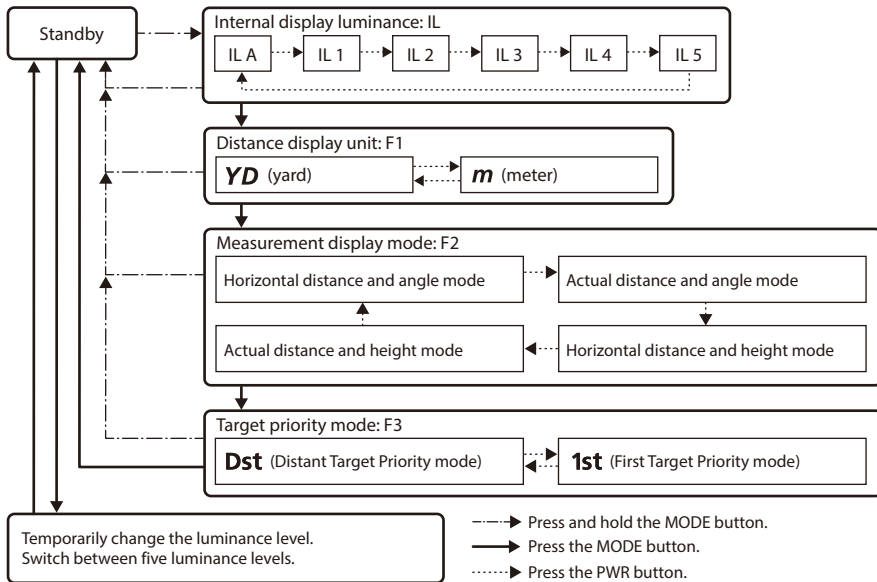 Standby
Internal display luminance: IL
IL A
IL 1
IL 2
IL 3
IL 4
IL 5
Distance display unit: F1
YD (yard)
m (meter)
Measurement display mode: F2
Horizontal distance and angle mode
Actual distance and angle mode
Actual distance and height mode
Horizontal distance and height mode
Target priority mode: F3
Dst (Distant Target Priority mode)
1st (First Target Priority mode)
Temporarily change the luminance level.
Switch between five luminance levels.
Press and hold the MODE button.
Press the MODE button.
Press the PWR button.